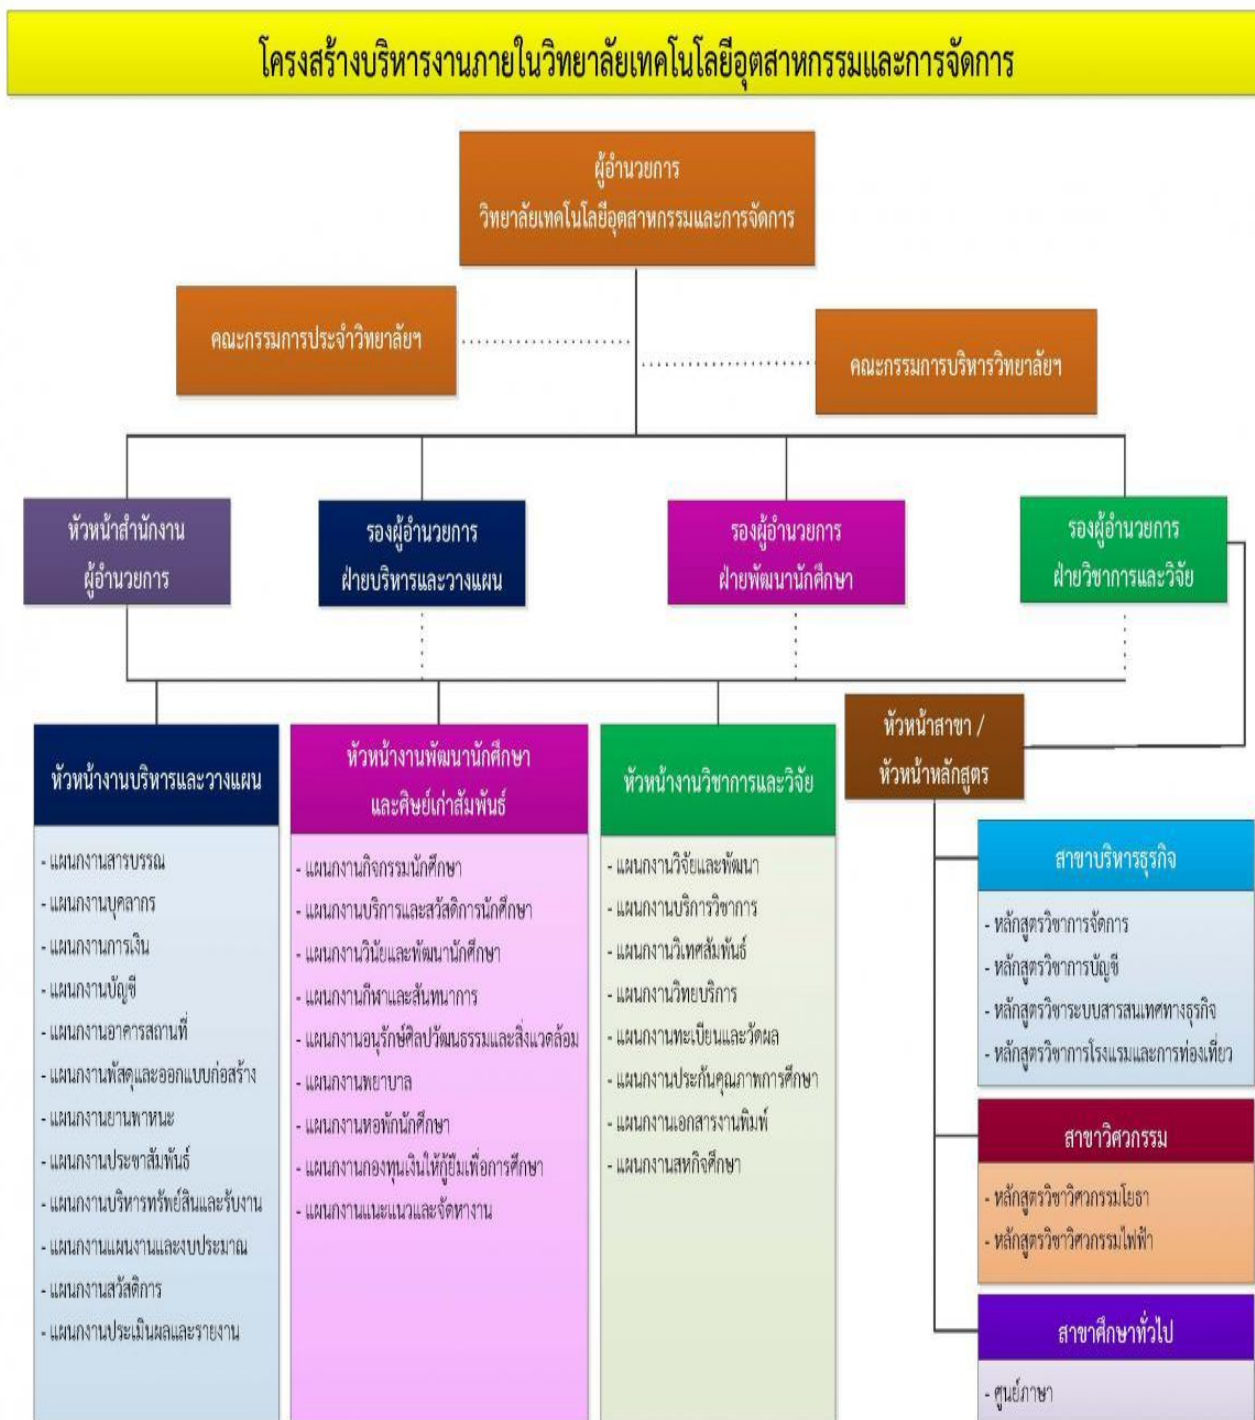 โครงสร้างบริหารงานภายในวิทยาลัยเทคโนโลยีอุตสาหกรรมและการจัดการ
ผู้อำนวยการ
วิทยาลัยเทคโนโลยีอุตสาหกรรมและการจัดการ
คณะกรรมการประจำวิทยาลัยฯ
คณะกรรมการบริหารวิทยาลัยฯ
หัวหน้าสำนักงาน
ผู้อำนวยการ
รองผู้อำนวยการ
ฝ่ายบริหารและวางแผน
รองผู้อำนวยการ
ฝ่ายพัฒนานักศึกษา
รองผู้อำนวยการ
ฝ่ายวิชาการและวิจัย
หัวหน้างานบริหารและวางแผน
- แผนกงานสารบรรณ
- แผนกงานบุคลากร
- แผนกงานการเงิน
- แผนกงานบัญชี
- แผนกงานอาคารสถานที่
- แผนกงานพัสดุและออกแบบก่อสร้าง
- แผนกงานยานพาหนะ
- แผนกงานประชาสัมพันธ์
- แผนกงานบริหารทรัพย์สินและรับงาน
- แผนกงานแผนงานและงบประมาณ
- แผนกงานสวัสดิการ
- แผนกงานประเมินผลและรายงาน
หัวหน้างานพัฒนานักศึกษา
และศิษย์เก่าสัมพันธ์
- แผนกงานกิจกรรมนักศึกษา
- แผนกงานบริการและสวัสดิการนักศึกษา
- แผนกงานวินัยและพัฒนานักศึกษา
- แผนกงานกีฬาและสันทนาการ
- แผนกงานอนุรักษ์ศิลปวัฒนธรรมและสิ่งแวดล้อม
- แผนกงานพยาบาล
- แผนกงานหอพักนักศึกษา
- แผนกงานกองทุนเงินให้กู้ยืมเพื่อการศึกษา
- แผนกงานแนะแนวและจัดหางาน
หัวหน้างานวิชาการและวิจัย
- แผนกงานวิจัยและพัฒนา
- แผนกงานบริการวิชาการ
- แผนกงานวิเทศสัมพันธ์
- แผนกงานวิทยบริการ
- แผนกงานทะเบียนและวัดผล
- แผนกงานประกันคุณภาพการศึกษา
- แผนกงานเอกสารงานพิมพ์
- แผนกงานสหกิจศึกษา
หัวหน้าสาขา /
หัวหน้าหลักสูตร
สาขาบริหารธุรกิจ
- หลักสูตรวิชาการจัดการ
- หลักสูตรวิชาการบัญชี
- หลักสูตรวิชาระบบสารสนเทศทางธุรกิจ
- หลักสูตรวิชาการโรงแรมและการท่องเที่ยว
สาขาวิศวกรรม
- หลักสูตรวิชาวิศวกรรมโยธา
- หลักสูตรวิชาวิศวกรรมไฟฟ้า
สาขาศึกษาทั่วไป
- ศูนย์ภาษา